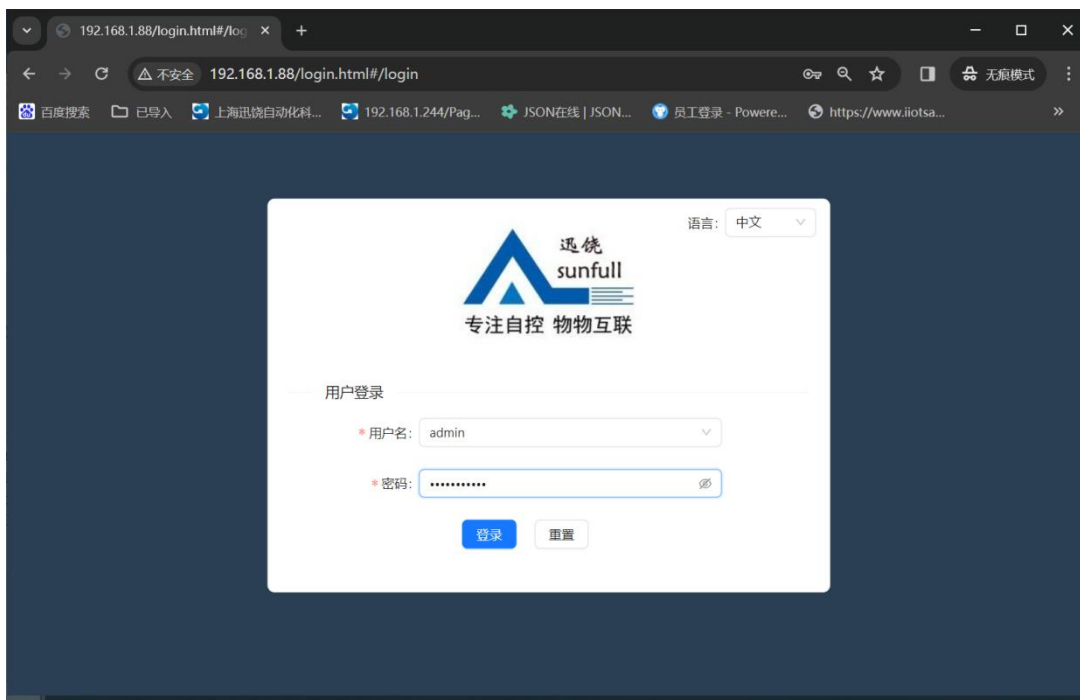 192.168.1.88/login.html#/log
不安全 192.168.1.88/login.html#/login 无痕模式
百度搜索 已导入 上海迅饶自动化科... 192.168.1.244/Pag... JSON在线 | JSON... 员工登录 - Powere... https://www.iiotsa...
语言: 中文
迅饶
sunfull
专注自控 物物互联
用户登录
* 用户名: admin
* 密码: •••••••••••
登录 重置